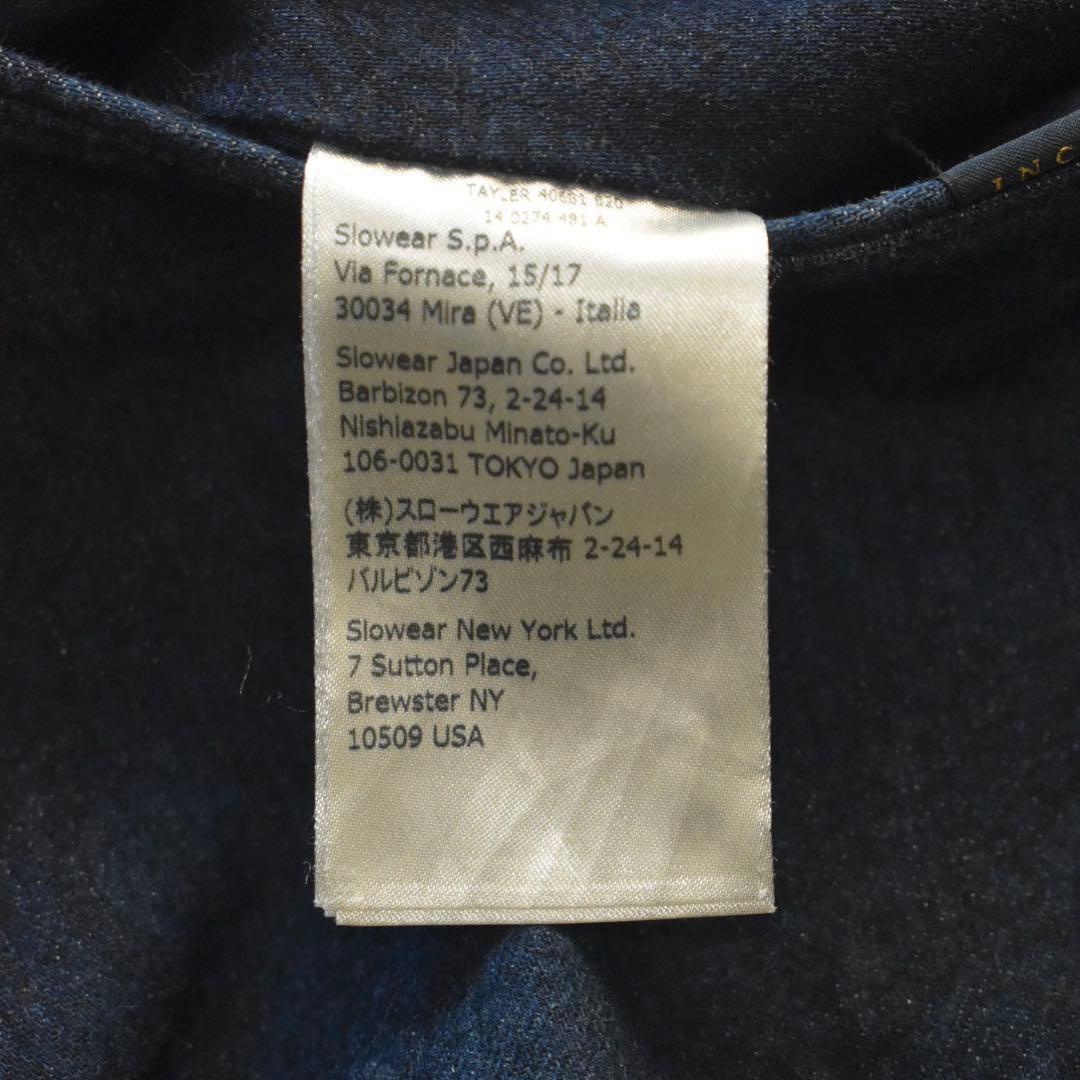 TAYLER 40681 820
14 0274 491 A
Slowear S.p.A.
Via Fornace, 15/17
30034 Mira (VE) - Italia
Slowear Japan Co. Ltd.
Barbizon 73, 2-24-14
Nishiazabu Minato-Ku
106-0031 TOKYO Japan
(株)スローウエアジャパン
東京都港区西麻布 2-24-14
バルビゾン73
Slowear New York Ltd.
7 Sutton Place,
Brewster NY
10509 USA
INC